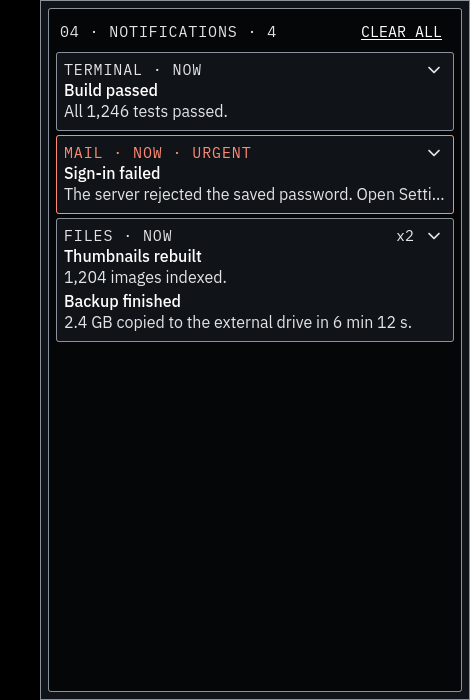 04 · NOTIFICATIONS · 4 CLEAR ALL
TERMINAL · NOW
Build passed
All 1,246 tests passed.
MAIL · NOW · URGENT
Sign-in failed
The server rejected the saved password. Open Setti…
FILES · NOW x2
Thumbnails rebuilt
1,204 images indexed.
Backup finished
2.4 GB copied to the external drive in 6 min 12 s.